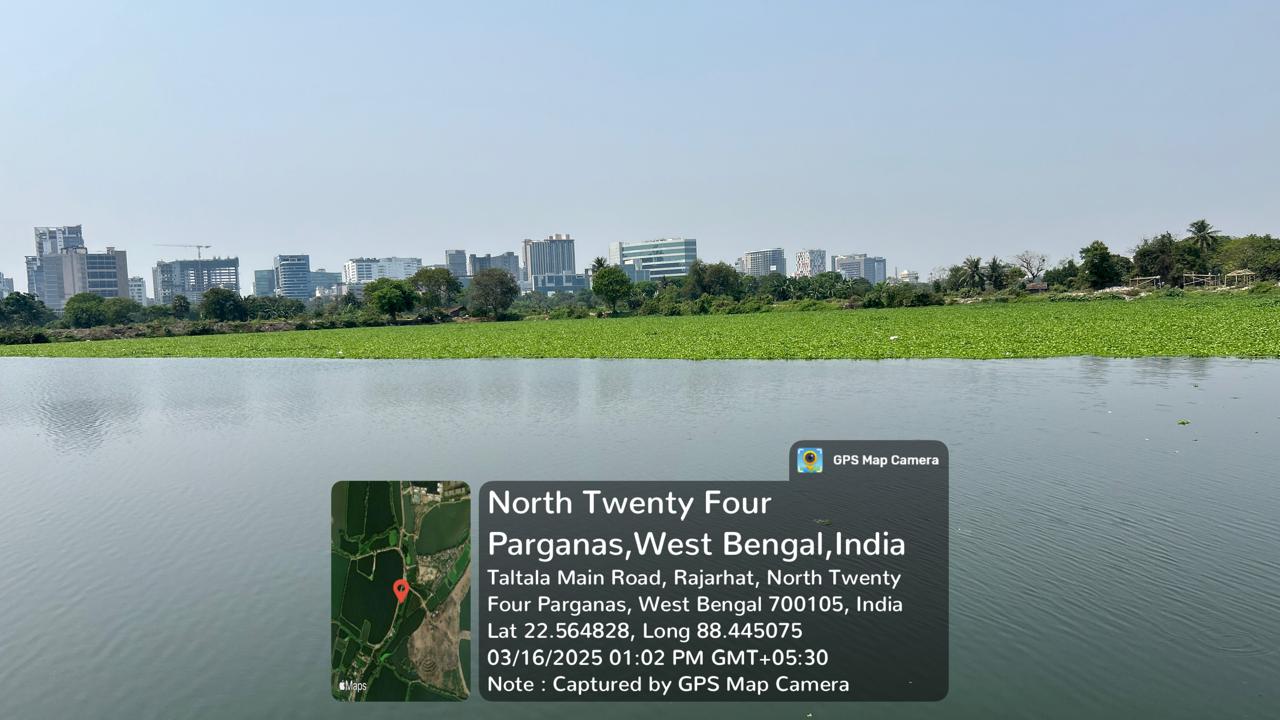 GPS Map Camera
North Twenty Four
Parganas,West Bengal,India
Taltala Main Road, Rajarhat, North Twenty
Four Parganas, West Bengal 700105, India
Lat 22.564828, Long 88.445075
03/16/2025 01:02 PM GMT+05:30
Note : Captured by GPS Map Camera
Maps